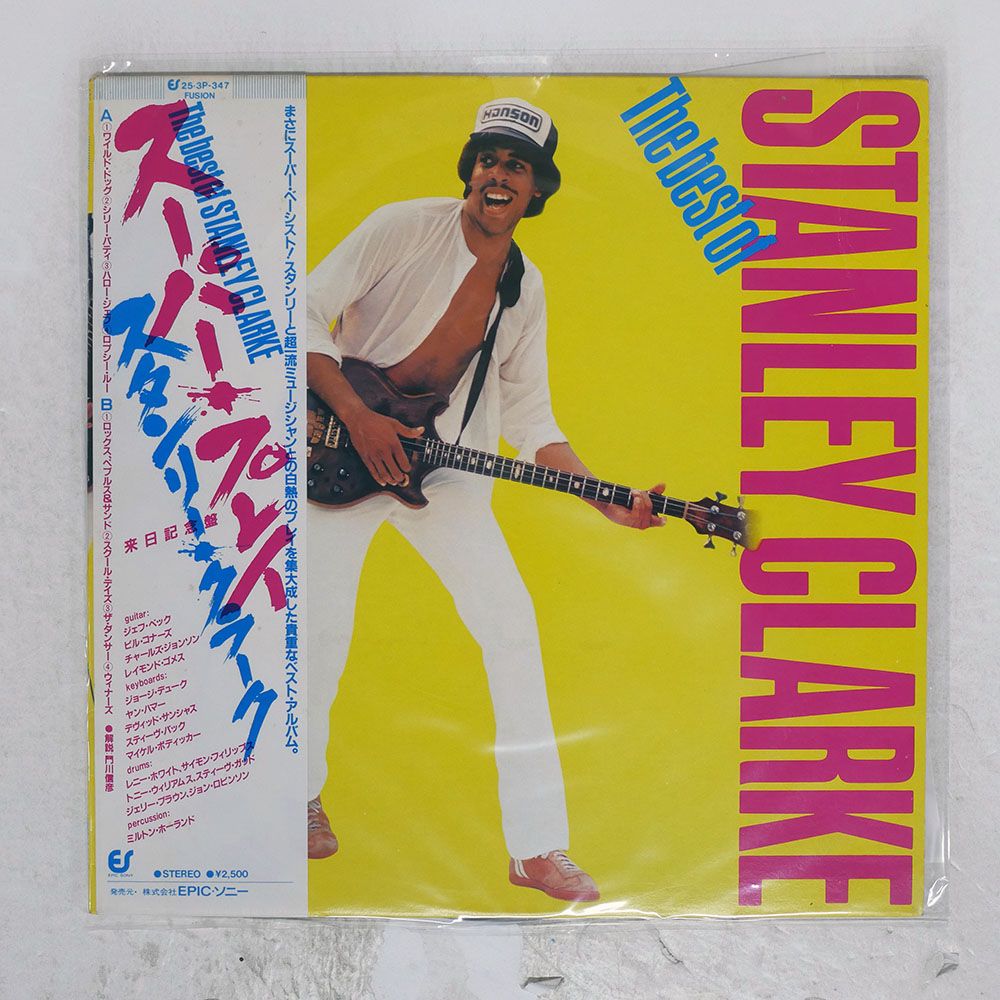 ES 25・3P-347
FUSION
The best of STANLEY CLARKE
スーパー・プレイ
スタンリー・クラーク
来日記念盤
まさにスーパー・ベーシスト!スタンリーと超一流ミュージシャンとの白熱のプレイを集大成した貴重なベスト・アルバム。
A ①ワイルド・ドッグ ②シリー・パティ ③ハロー・ジェフ ④ロプシー・ルー
B ①ロックス、ペブルス&サンド ②スクール・デイズ ③ザ・ダンサー ④ウィナーズ
●解説 門川信彦
guitar:
ジェフ・ベック
ビル・コナーズ
チャールズ・ジョンソン
レイモンド・ゴメス
keyboards:
ジョージ・デューク
ヤン・ハマー
デヴィッド・サンシャス
スティーヴ・バック
マイケル・ボディッカー
drums:
レニー・ホワイト、サイモン・フィリップス
トニー・ウィリアムス、スティーヴ・ガッド
ジェリー・ブラウン、ジョン・ロビンソン
percussion:
ミルトン・ホーランド
ES
EPIC SONY
●STEREO ●¥2,500
発売元・株式会社EPIC・ソニー
HANSON
The best of
STANLEY CLARKE